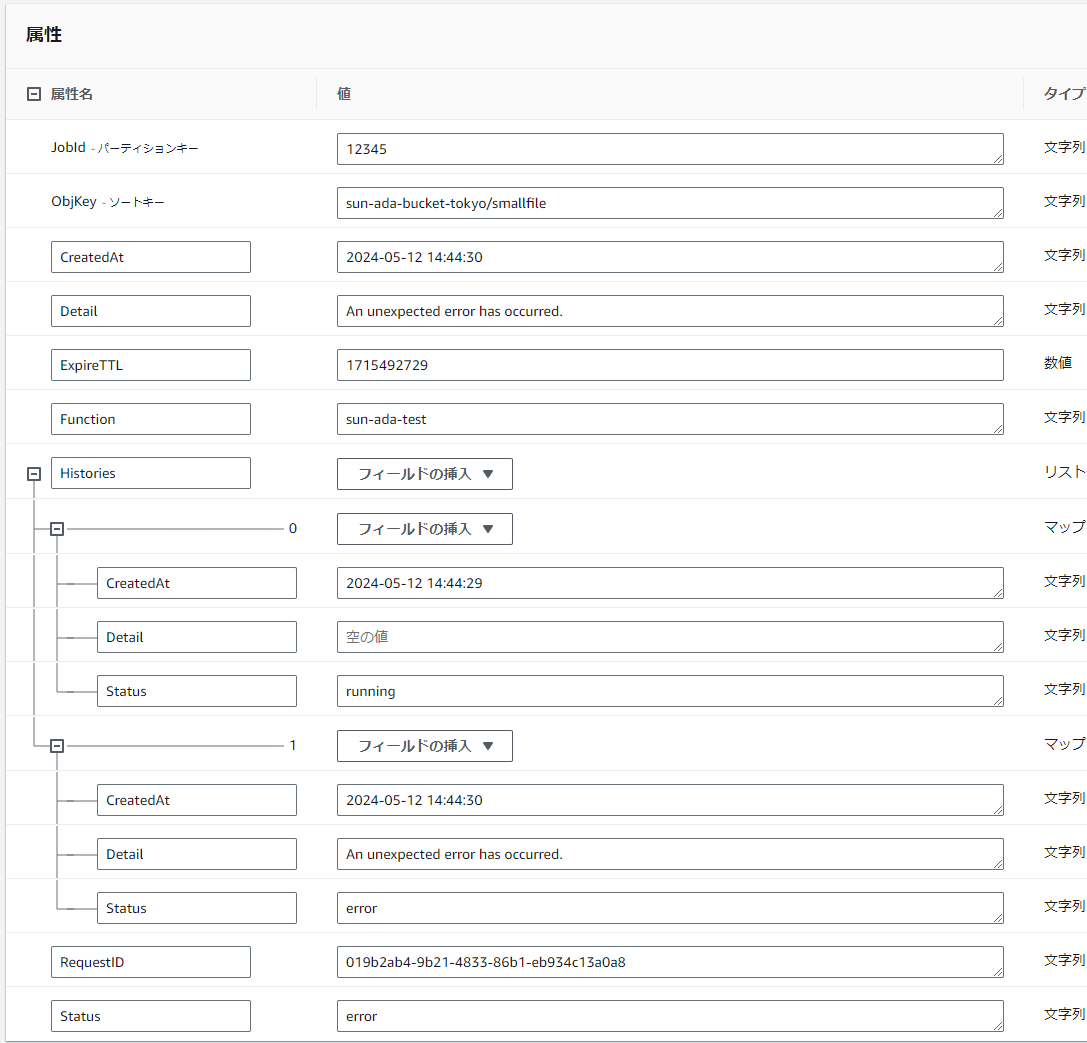 属性
属性名 値 タイプ
JobId - パーティションキー 12345 文字列
ObjKey - ソートキー sun-ada-bucket-tokyo/smallfile 文字列
CreatedAt 2024-05-12 14:44:30 文字列
Detail An unexpected error has occurred. 文字列
ExpireTTL 1715492729 数値
Function sun-ada-test 文字列
Histories フィールドの挿入 ▼ リスト
0 フィールドの挿入 ▼ マップ
CreatedAt 2024-05-12 14:44:29 文字列
Detail 空の値 文字列
Status running 文字列
1 フィールドの挿入 ▼ マップ
CreatedAt 2024-05-12 14:44:30 文字列
Detail An unexpected error has occurred. 文字列
Status error 文字列
RequestID 019b2ab4-9b21-4833-86b1-eb934c13a0a8 文字列
Status error 文字列